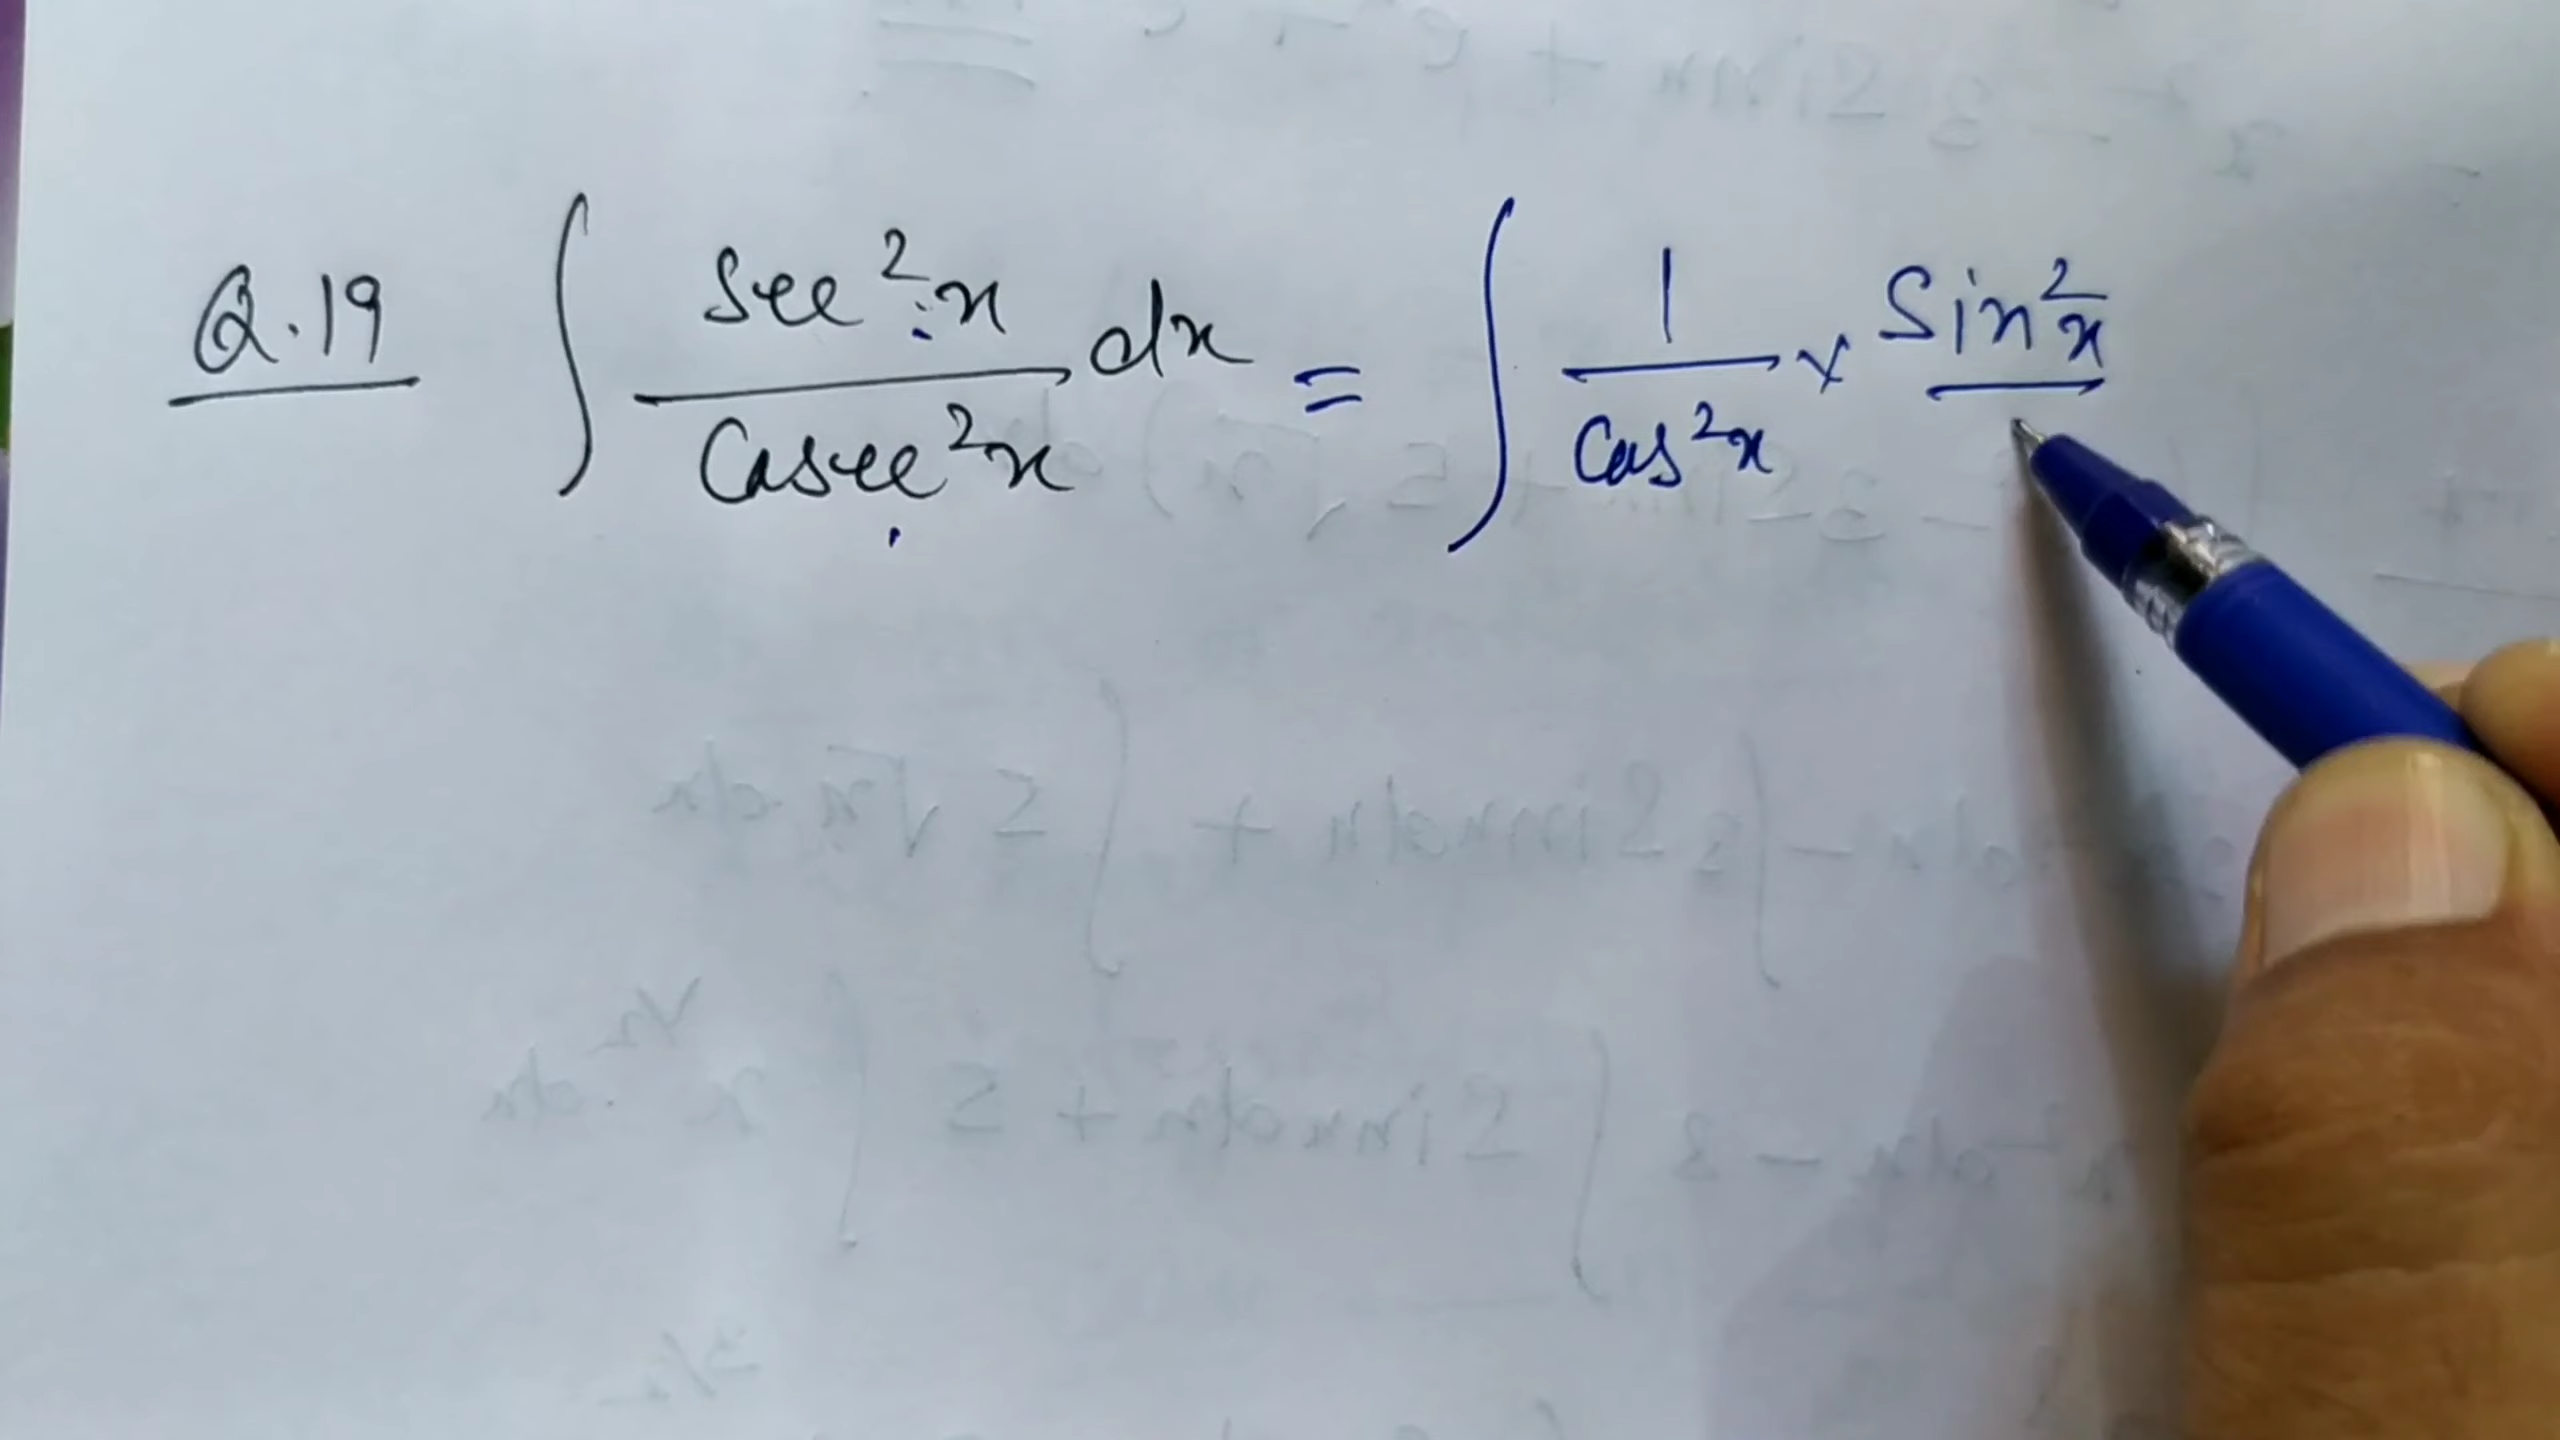 Q.19 ∫ Sec²x / Cosec²x dx = ∫ 1 / Cos²x × Sin²x /